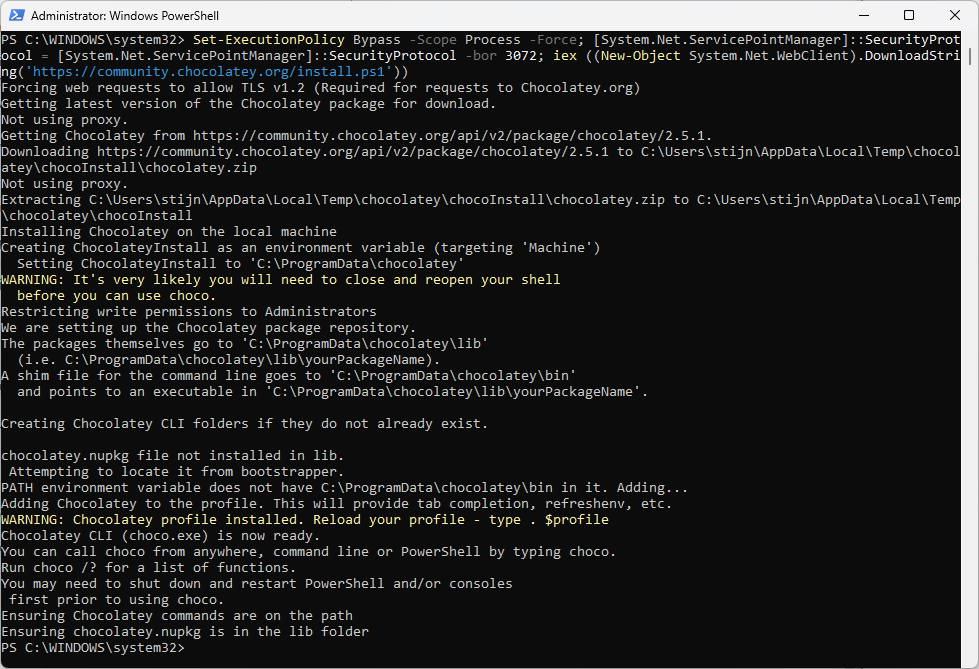 Administrator: Windows PowerShell
PS C:\WINDOWS\system32> Set-ExecutionPolicy Bypass -Scope Process -Force; [System.Net.ServicePointManager]::SecurityProt
ocol = [System.Net.ServicePointManager]::SecurityProtocol -bor 3072; iex ((New-Object System.Net.WebClient).DownloadStri
ng('https://community.chocolatey.org/install.ps1'))
Forcing web requests to allow TLS v1.2 (Required for requests to Chocolatey.org)
Getting latest version of the Chocolatey package for download.
Not using proxy.
Getting Chocolatey from https://community.chocolatey.org/api/v2/package/chocolatey/2.5.1.
Downloading https://community.chocolatey.org/api/v2/package/chocolatey/2.5.1 to C:\Users\stijn\AppData\Local\Temp\chocol
atey\chocoInstall\chocolatey.zip
Not using proxy.
Extracting C:\Users\stijn\AppData\Local\Temp\chocolatey\chocoInstall\chocolatey.zip to C:\Users\stijn\AppData\Local\Temp
\chocolatey\chocoInstall
Installing Chocolatey on the local machine
Creating ChocolateyInstall as an environment variable (targeting 'Machine')
  Setting ChocolateyInstall to 'C:\ProgramData\chocolatey'
WARNING: It's very likely you will need to close and reopen your shell
  before you can use choco.
Restricting write permissions to Administrators
We are setting up the Chocolatey package repository.
The packages themselves go to 'C:\ProgramData\chocolatey\lib'
  (i.e. C:\ProgramData\chocolatey\lib\yourPackageName).
A shim file for the command line goes to 'C:\ProgramData\chocolatey\bin'
  and points to an executable in 'C:\ProgramData\chocolatey\lib\yourPackageName'.

Creating Chocolatey CLI folders if they do not already exist.

chocolatey.nupkg file not installed in lib.
 Attempting to locate it from bootstrapper.
PATH environment variable does not have C:\ProgramData\chocolatey\bin in it. Adding...
Adding Chocolatey to the profile. This will provide tab completion, refreshenv, etc.
WARNING: Chocolatey profile installed. Reload your profile - type . $profile
Chocolatey CLI (choco.exe) is now ready.
You can call choco from anywhere, command line or PowerShell by typing choco.
Run choco /? for a list of functions.
You may need to shut down and restart PowerShell and/or consoles
 first prior to using choco.
Ensuring Chocolatey commands are on the path
Ensuring chocolatey.nupkg is in the lib folder
PS C:\WINDOWS\system32>